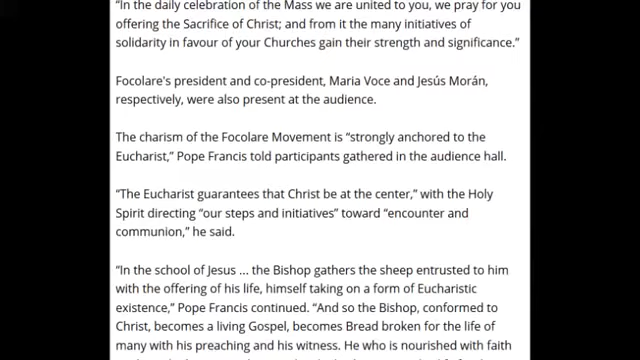 “In the daily celebration of the Mass we are united to you, we pray for you
offering the Sacrifice of Christ; and from it the many initiatives of
solidarity in favour of your Churches gain their strength and significance.”
Focolare's president and co-president, Maria Voce and Jesús Morán,
respectively, were also present at the audience.
The charism of the Focolare Movement is “strongly anchored to the
Eucharist,” Pope Francis told participants gathered in the audience hall.
“The Eucharist guarantees that Christ be at the center,” with the Holy
Spirit directing “our steps and initiatives” toward “encounter and
communion,” he said.
“In the school of Jesus ... the Bishop gathers the sheep entrusted to him
with the offering of his life, himself taking on a form of Eucharistic
existence,” Pope Francis continued. “And so the Bishop, conformed to
Christ, becomes a living Gospel, becomes Bread broken for the life of
many with his preaching and his witness. He who is nourished with faith